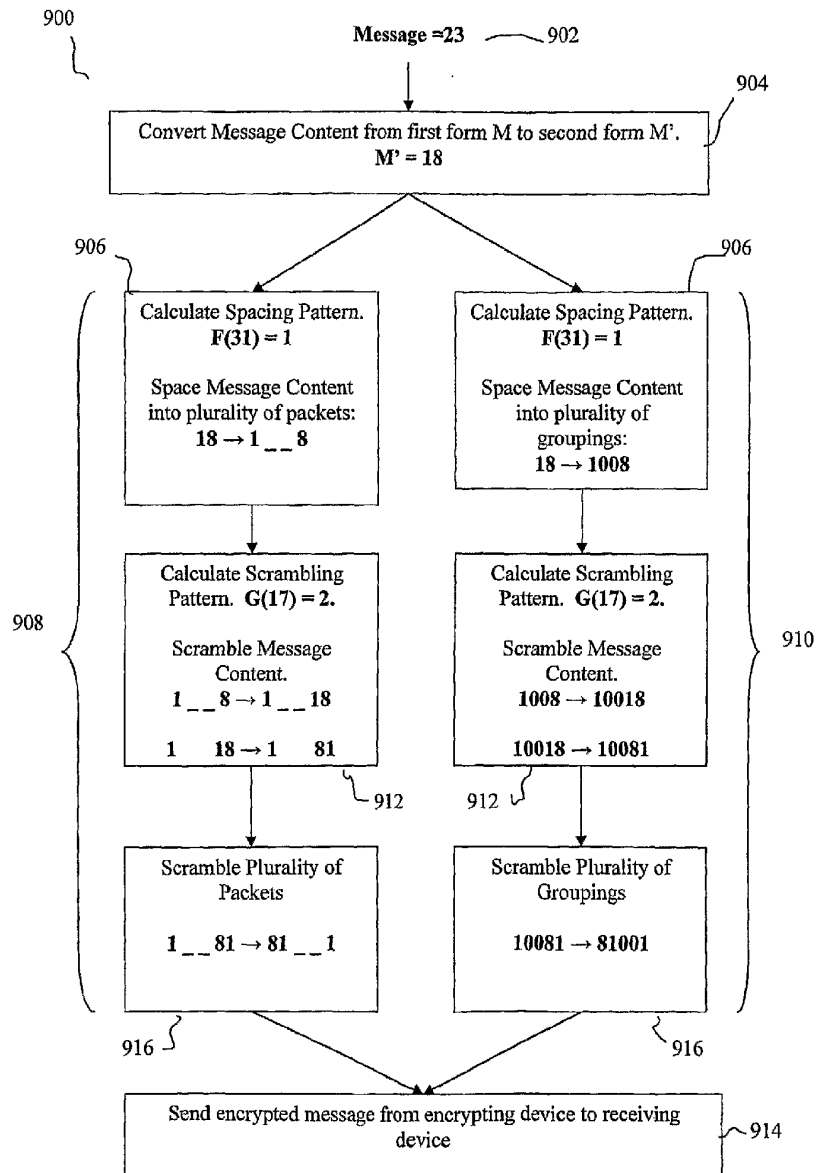 900
Message =23
902
904
Convert Message Content from first form M to second form M'.
M' = 18
906
906
Calculate Spacing Pattern.
F(31) = 1
Space Message Content
into plurality of packets:
18 → 1 _ _ 8
Calculate Spacing Pattern.
F(31) = 1
Space Message Content
into plurality of
groupings:
18 → 1008
908
910
Calculate Scrambling
Pattern. G(17) = 2.
Scramble Message
Content.
1 _ _ 8 → 1 _ _ 18
1 18 → 1 81
912
Calculate Scrambling
Pattern. G(17) = 2.
Scramble Message
Content.
1008 → 10018
10018 → 10081
912
Scramble Plurality of
Packets
1 _ _ 81 → 81 _ _ 1
916
Scramble Plurality of
Groupings
10081 → 81001
916
Send encrypted message from encrypting device to receiving
device
914